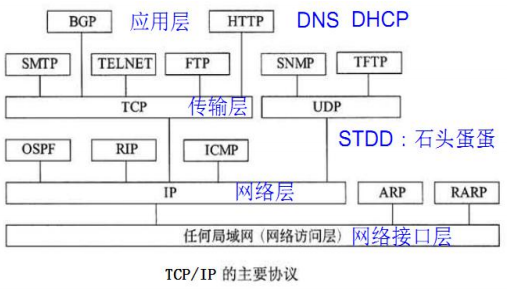 BGP 应用层 HTTP DNS DHCP
SMTP TELNET FTP SNMP TFTP
TCP 传输层 UDP
STDD：石头蛋蛋
OSPF RIP ICMP
IP 网络层 ARP RARP
任何局域网（网络访问层） 网络接口层
TCP/IP 的主要协议